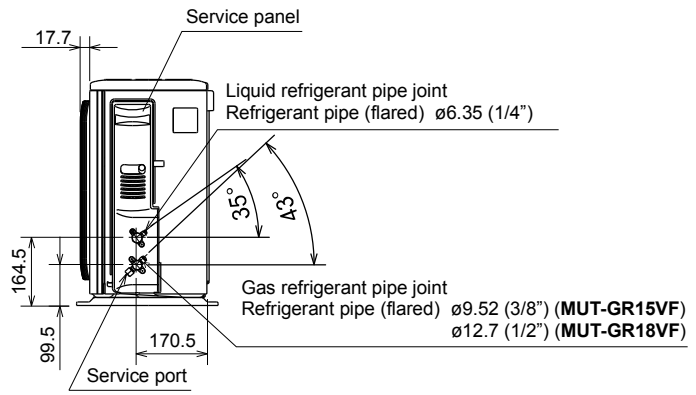 Service panel
17.7
Liquid refrigerant pipe joint
Refrigerant pipe (flared) ø6.35 (1/4”)
35°
43°
164.5
99.5
Gas refrigerant pipe joint
Refrigerant pipe (flared) ø9.52 (3/8”) (MUT-GR15VF)
ø12.7 (1/2”) (MUT-GR18VF)
170.5
Service port